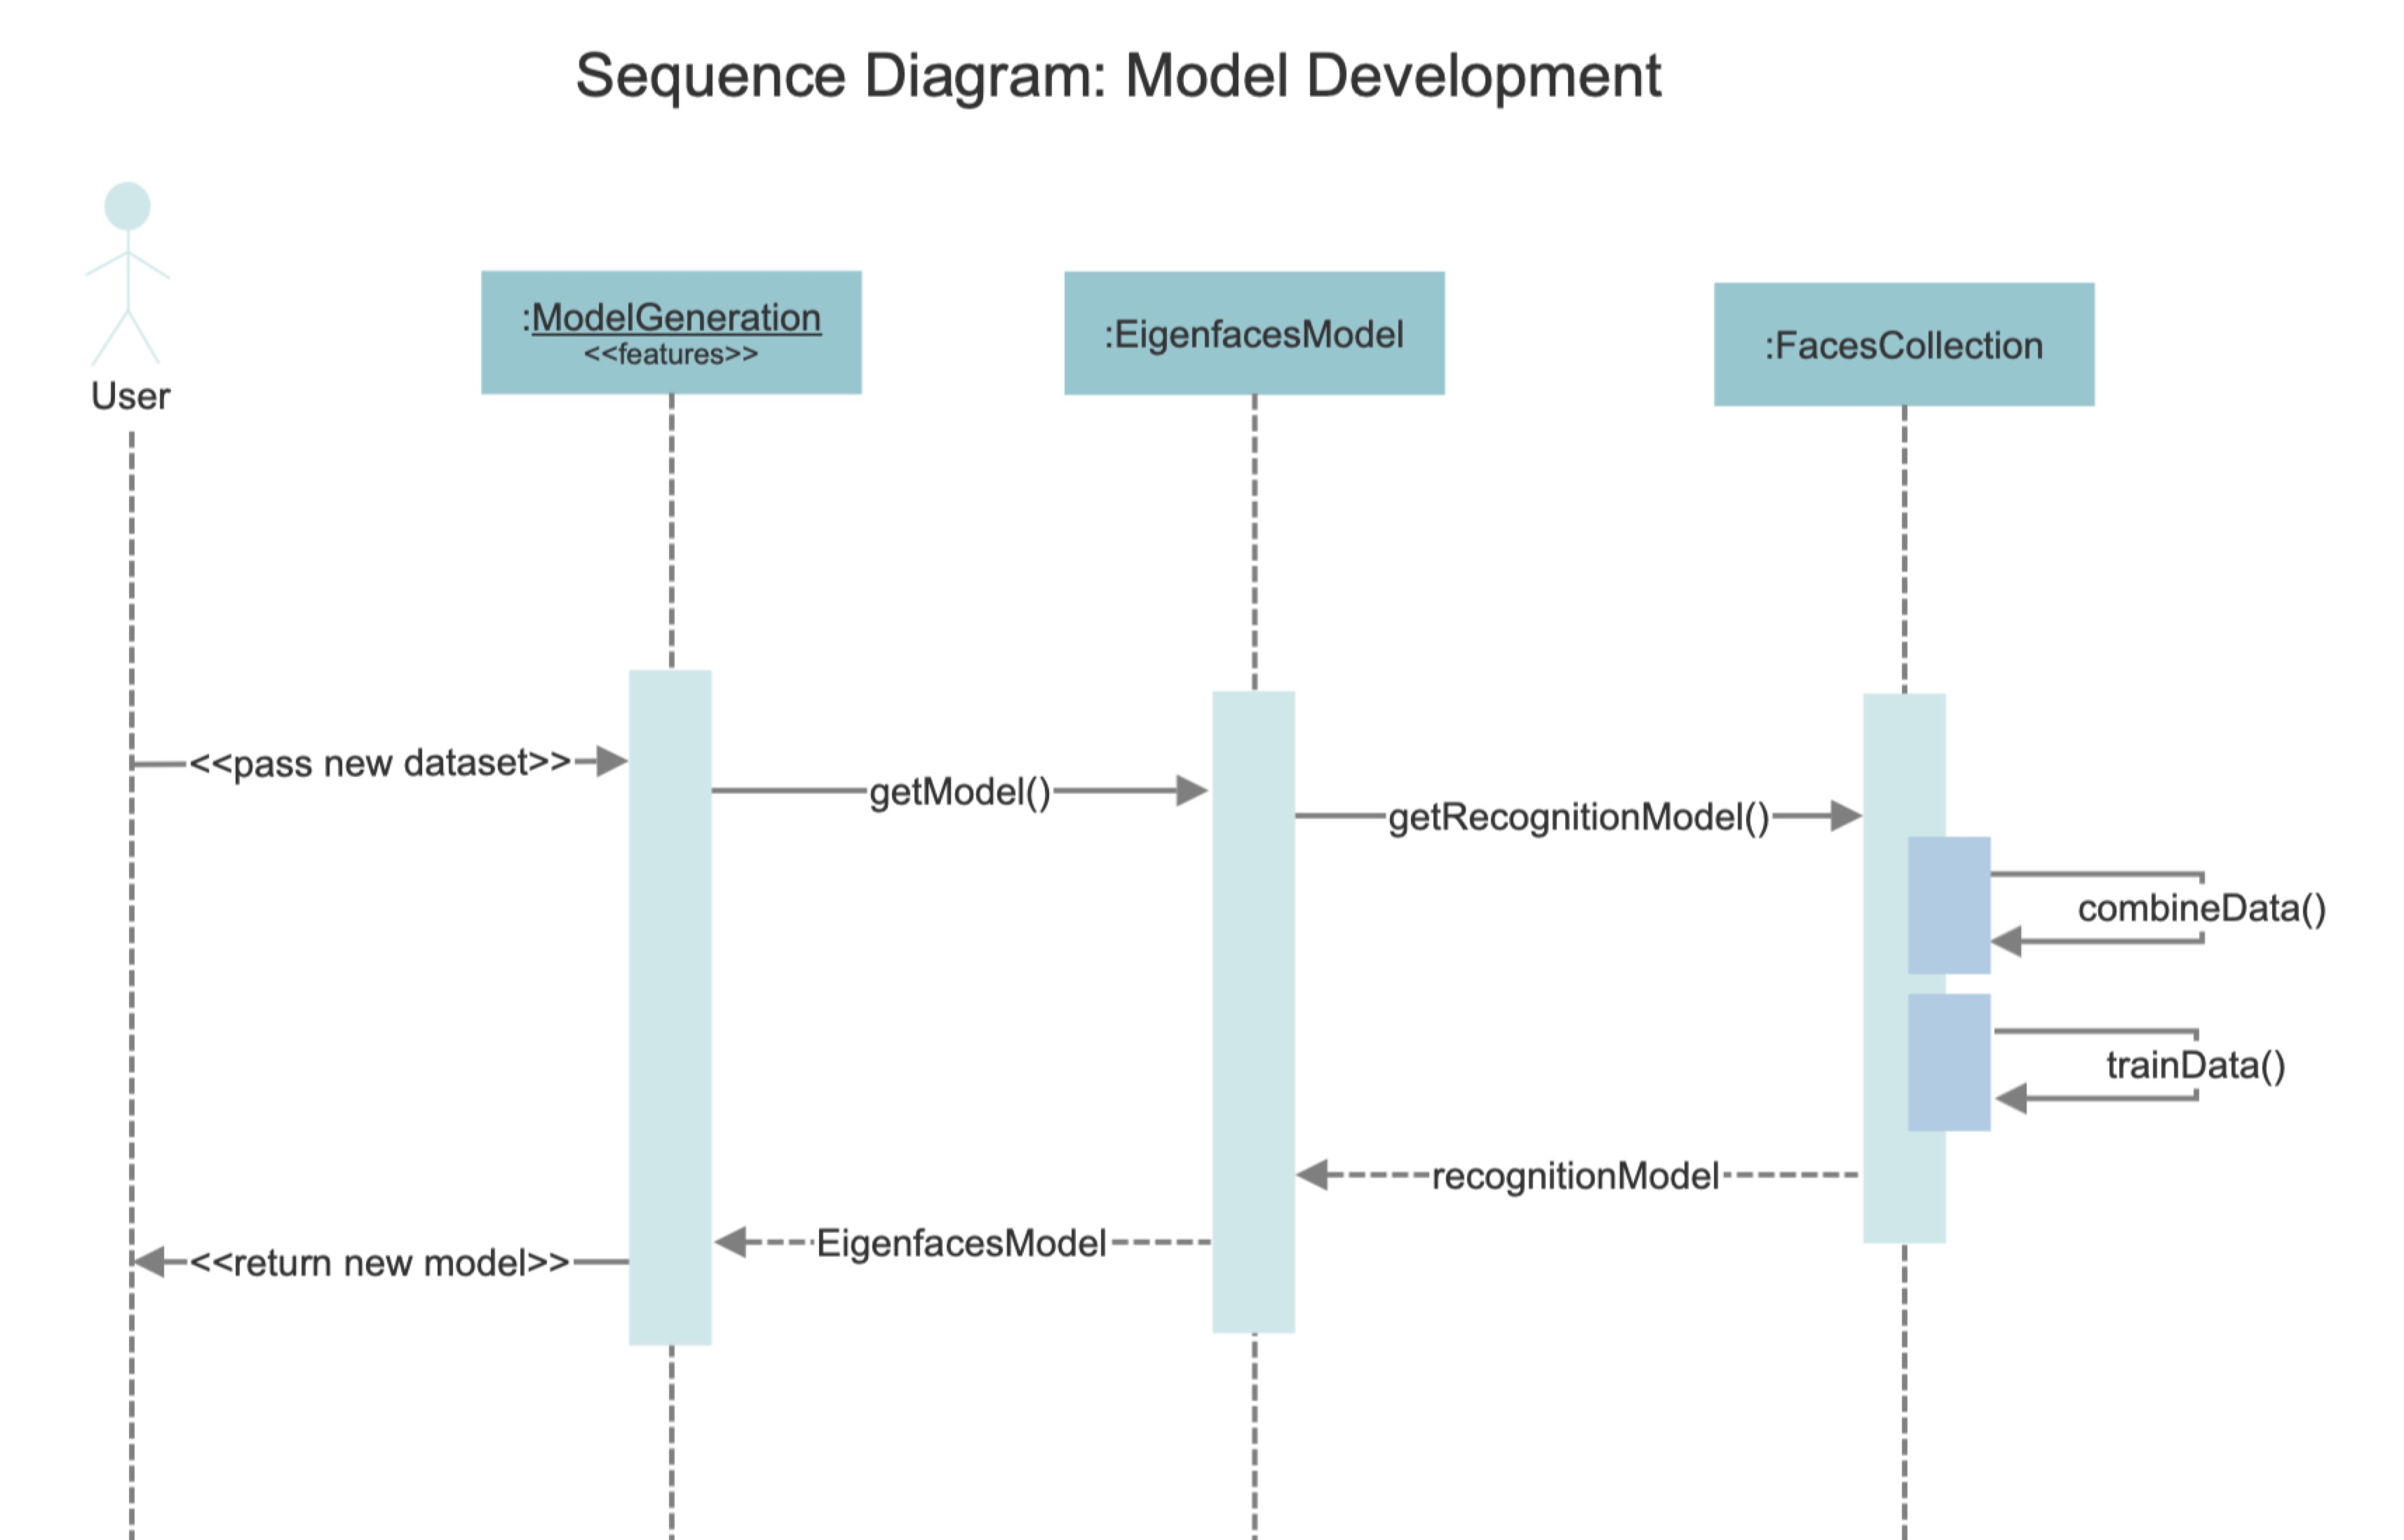 Sequence Diagram: Model Development
User
:ModelGeneration
<<features>>
:EigenfacesModel
:FacesCollection
<<pass new dataset>>
getModel()
getRecognitionModel()
combineData()
trainData()
recognitionModel
EigenfacesModel
<<return new model>>